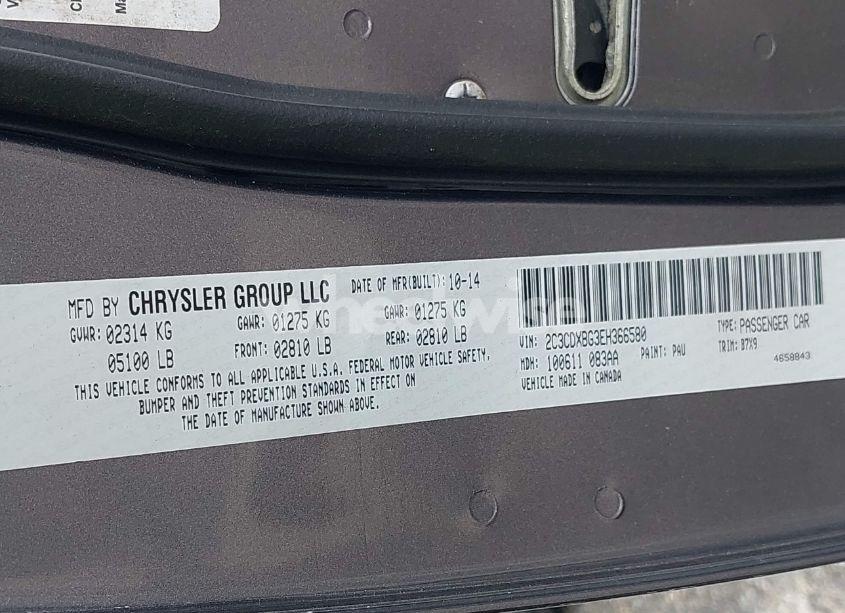 MFD BY CHRYSLER GROUP LLC
DATE OF MFR(BUILT): 10-14
GVWR: 02314 KG
GAWR: 01275 KG
GAWR: 01275 KG
05100 LB
FRONT: 02810 LB
REAR: 02810 LB
THIS VEHICLE CONFORMS TO ALL APPLICABLE U.S.A. FEDERAL MOTOR VEHICLE SAFETY,
BUMPER AND THEFT PREVENTION STANDARDS IN EFFECT ON
THE DATE OF MANUFACTURE SHOWN ABOVE.
VIN: 2C3CDXBG3EH366580
TYPE: PASSENGER CAR
MDH: 100611 083AA
PAINT: PAU
TRIM: B7X9
VEHICLE MADE IN CANADA
4658843